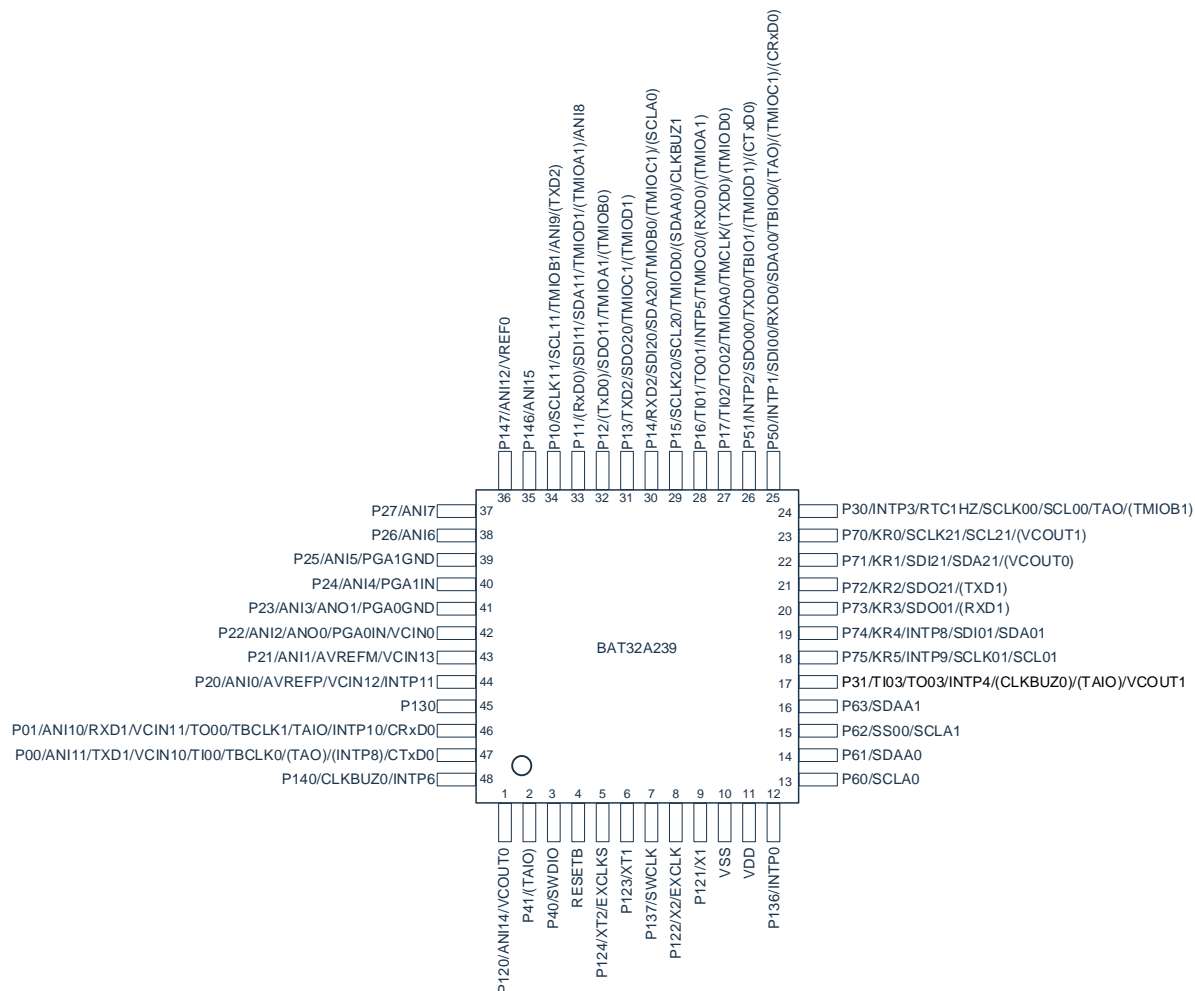 P147/ANI12/VREF0
P146/ANI15
P10/SCLK11/SCL11/TMIOB1/ANI9/(TXD2)
P11/(RxD0)/SDI11/SDA11/TMIOD1/(TMIOA1)/ANI8
P12/(TxD0)/SDO11/TMIOA1/(TMIOB0)
P13/TXD2/SDO20/TMIOC1/(TMIOD1)
P14/RXD2/SDI20/SDA20/TMIOB0/(TMIOC1)/(SCLA0)
P15/SCLK20/SCL20/TMIOD0/(SDAA0)/CLKBUZ1
P16/TI01/TO01/INTP5/TMIOC0/(RXD0)/(TMIOA1)
P17/TI02/TO02/TMIOA0/TMCLK/(TXD0)/(TMIOD0)
P51/INTP2/SDO00/TXD0/TBIO1/(TMIOD1)/(CTxD0)
P50/INTP1/SDI00/RXD0/SDA00/TBIO0/(TAO)/(TMIOC1)/(CRxD0)
36 35 34 33 32 31 30 29 28 27 26 25
P27/ANI7 37
P26/ANI6 38
P25/ANI5/PGA1GND 39
P24/ANI4/PGA1IN 40
P23/ANI3/ANO1/PGA0GND 41
P22/ANI2/ANO0/PGA0IN/VCIN0 42
P21/ANI1/AVREFM/VCIN13 43
P20/ANI0/AVREFP/VCIN12/INTP11 44
P130 45
P01/ANI10/RXD1/VCIN11/TO00/TBCLK1/TAIO/INTP10/CRxD0 46
P00/ANI11/TXD1/VCIN10/TI00/TBCLK0/(TAO)/(INTP8)/CTxD0 47
P140/CLKBUZ0/INTP6 48
BAT32A239
24 P30/INTP3/RTC1HZ/SCLK00/SCL00/TAO/(TMIOB1)
23 P70/KR0/SCLK21/SCL21/(VCOUT1)
22 P71/KR1/SDI21/SDA21/(VCOUT0)
21 P72/KR2/SDO21/(TXD1)
20 P73/KR3/SDO01/(RXD1)
19 P74/KR4/INTP8/SDI01/SDA01
18 P75/KR5/INTP9/SCLK01/SCL01
17 P31/TI03/TO03/INTP4/(CLKBUZ0)/(TAIO)/VCOUT1
16 P63/SDAA1
15 P62/SS00/SCLA1
14 P61/SDAA0
13 P60/SCLA0
1 2 3 4 5 6 7 8 9 10 11 12
P120/ANI14/VCOUT0
P41/(TAIO)
P40/SWDIO
RESETB
P124/XT2/EXCLKS
P123/XT1
P137/SWCLK
P122/X2/EXCLK
P121/X1
VSS
VDD
P136/INTP0